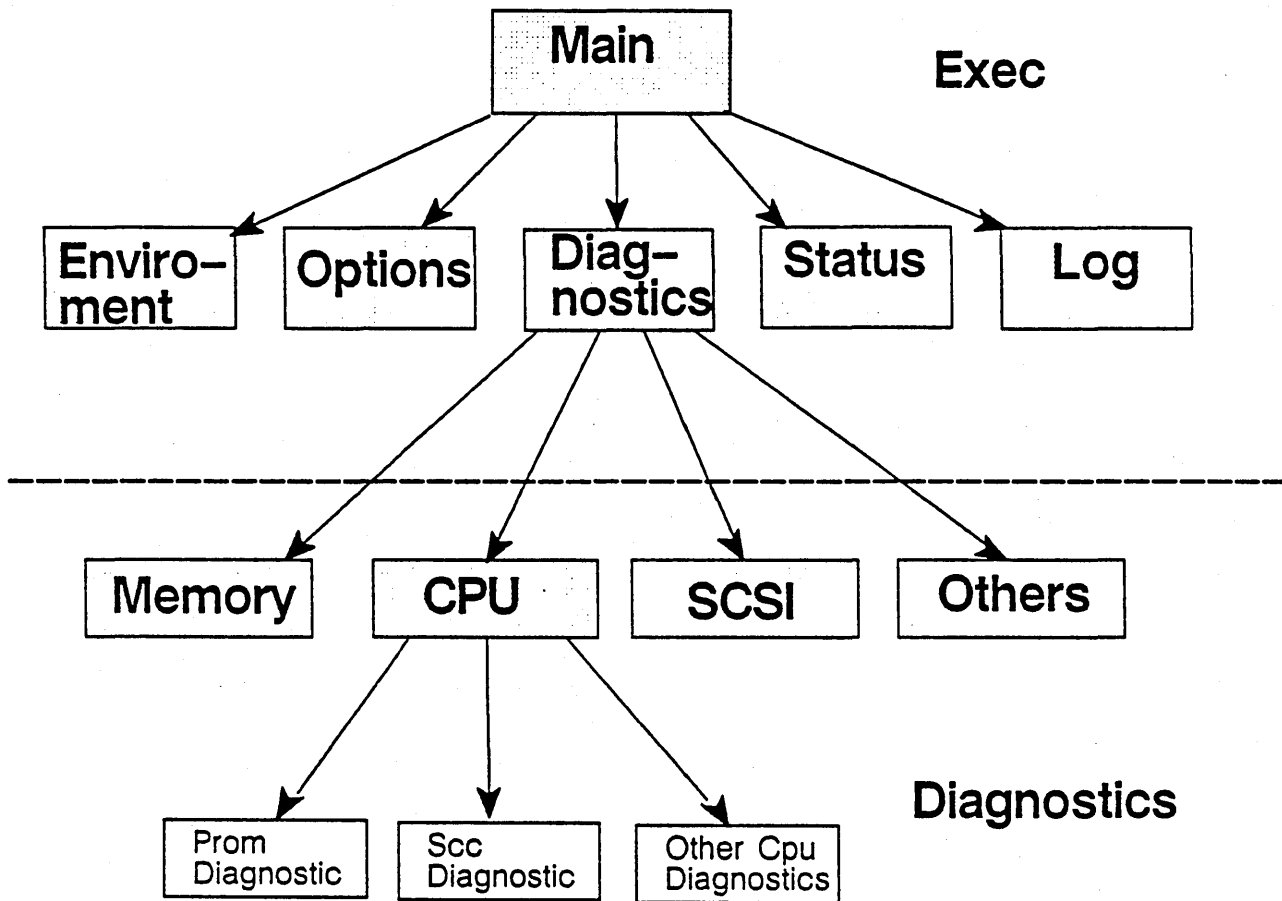 Main
Exec
Enviro–
ment
Options
Diag–
nostics
Status
Log
Memory
CPU
SCSI
Others
Diagnostics
Prom
Diagnostic
Scc
Diagnostic
Other Cpu
Diagnostics